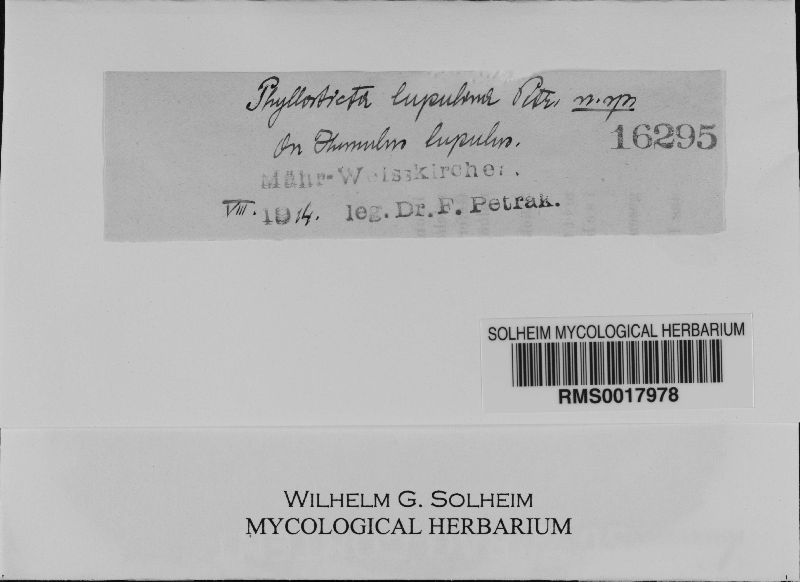 Phyllosticta lupulina Petr. n. sp.
On Humulus lupulus.
16295
Mähr-Weisskirchen.
VIII. 1914. leg. Dr. F. Petrak.
SOLHEIM MYCOLOGICAL HERBARIUM
RMS0017978
WILHELM G. SOLHEIM
MYCOLOGICAL HERBARIUM